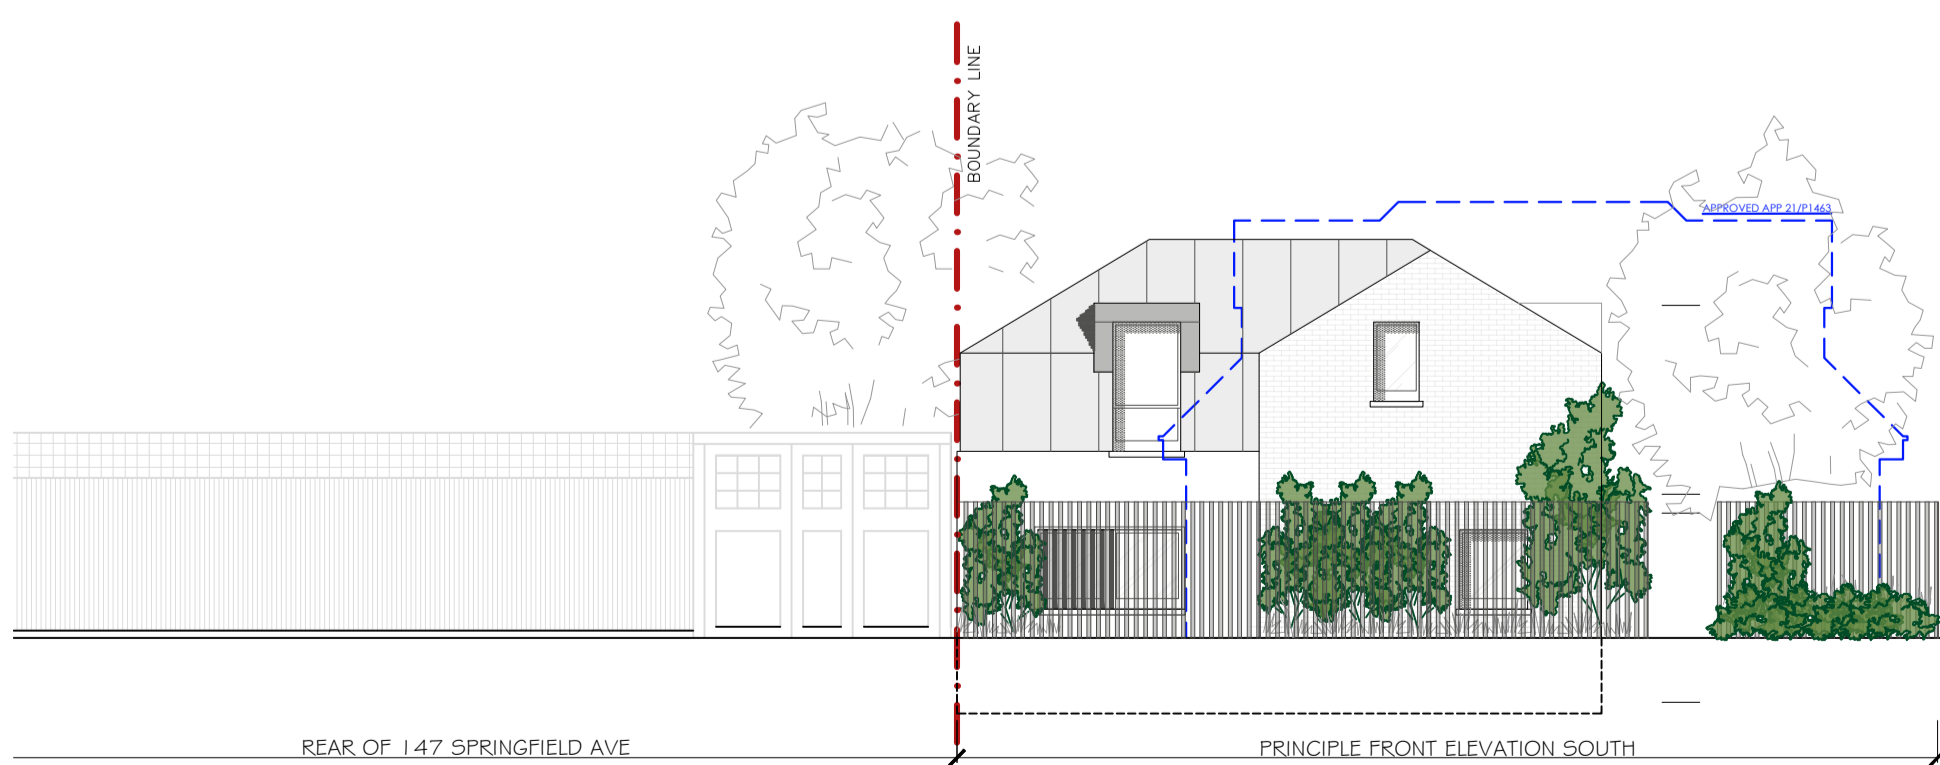 BOUNDARY LINE
APPROVED APP 21/P1463
REAR OF 147 SPRINGFIELD AVE
PRINCIPLE FRONT ELEVATION SOUTH